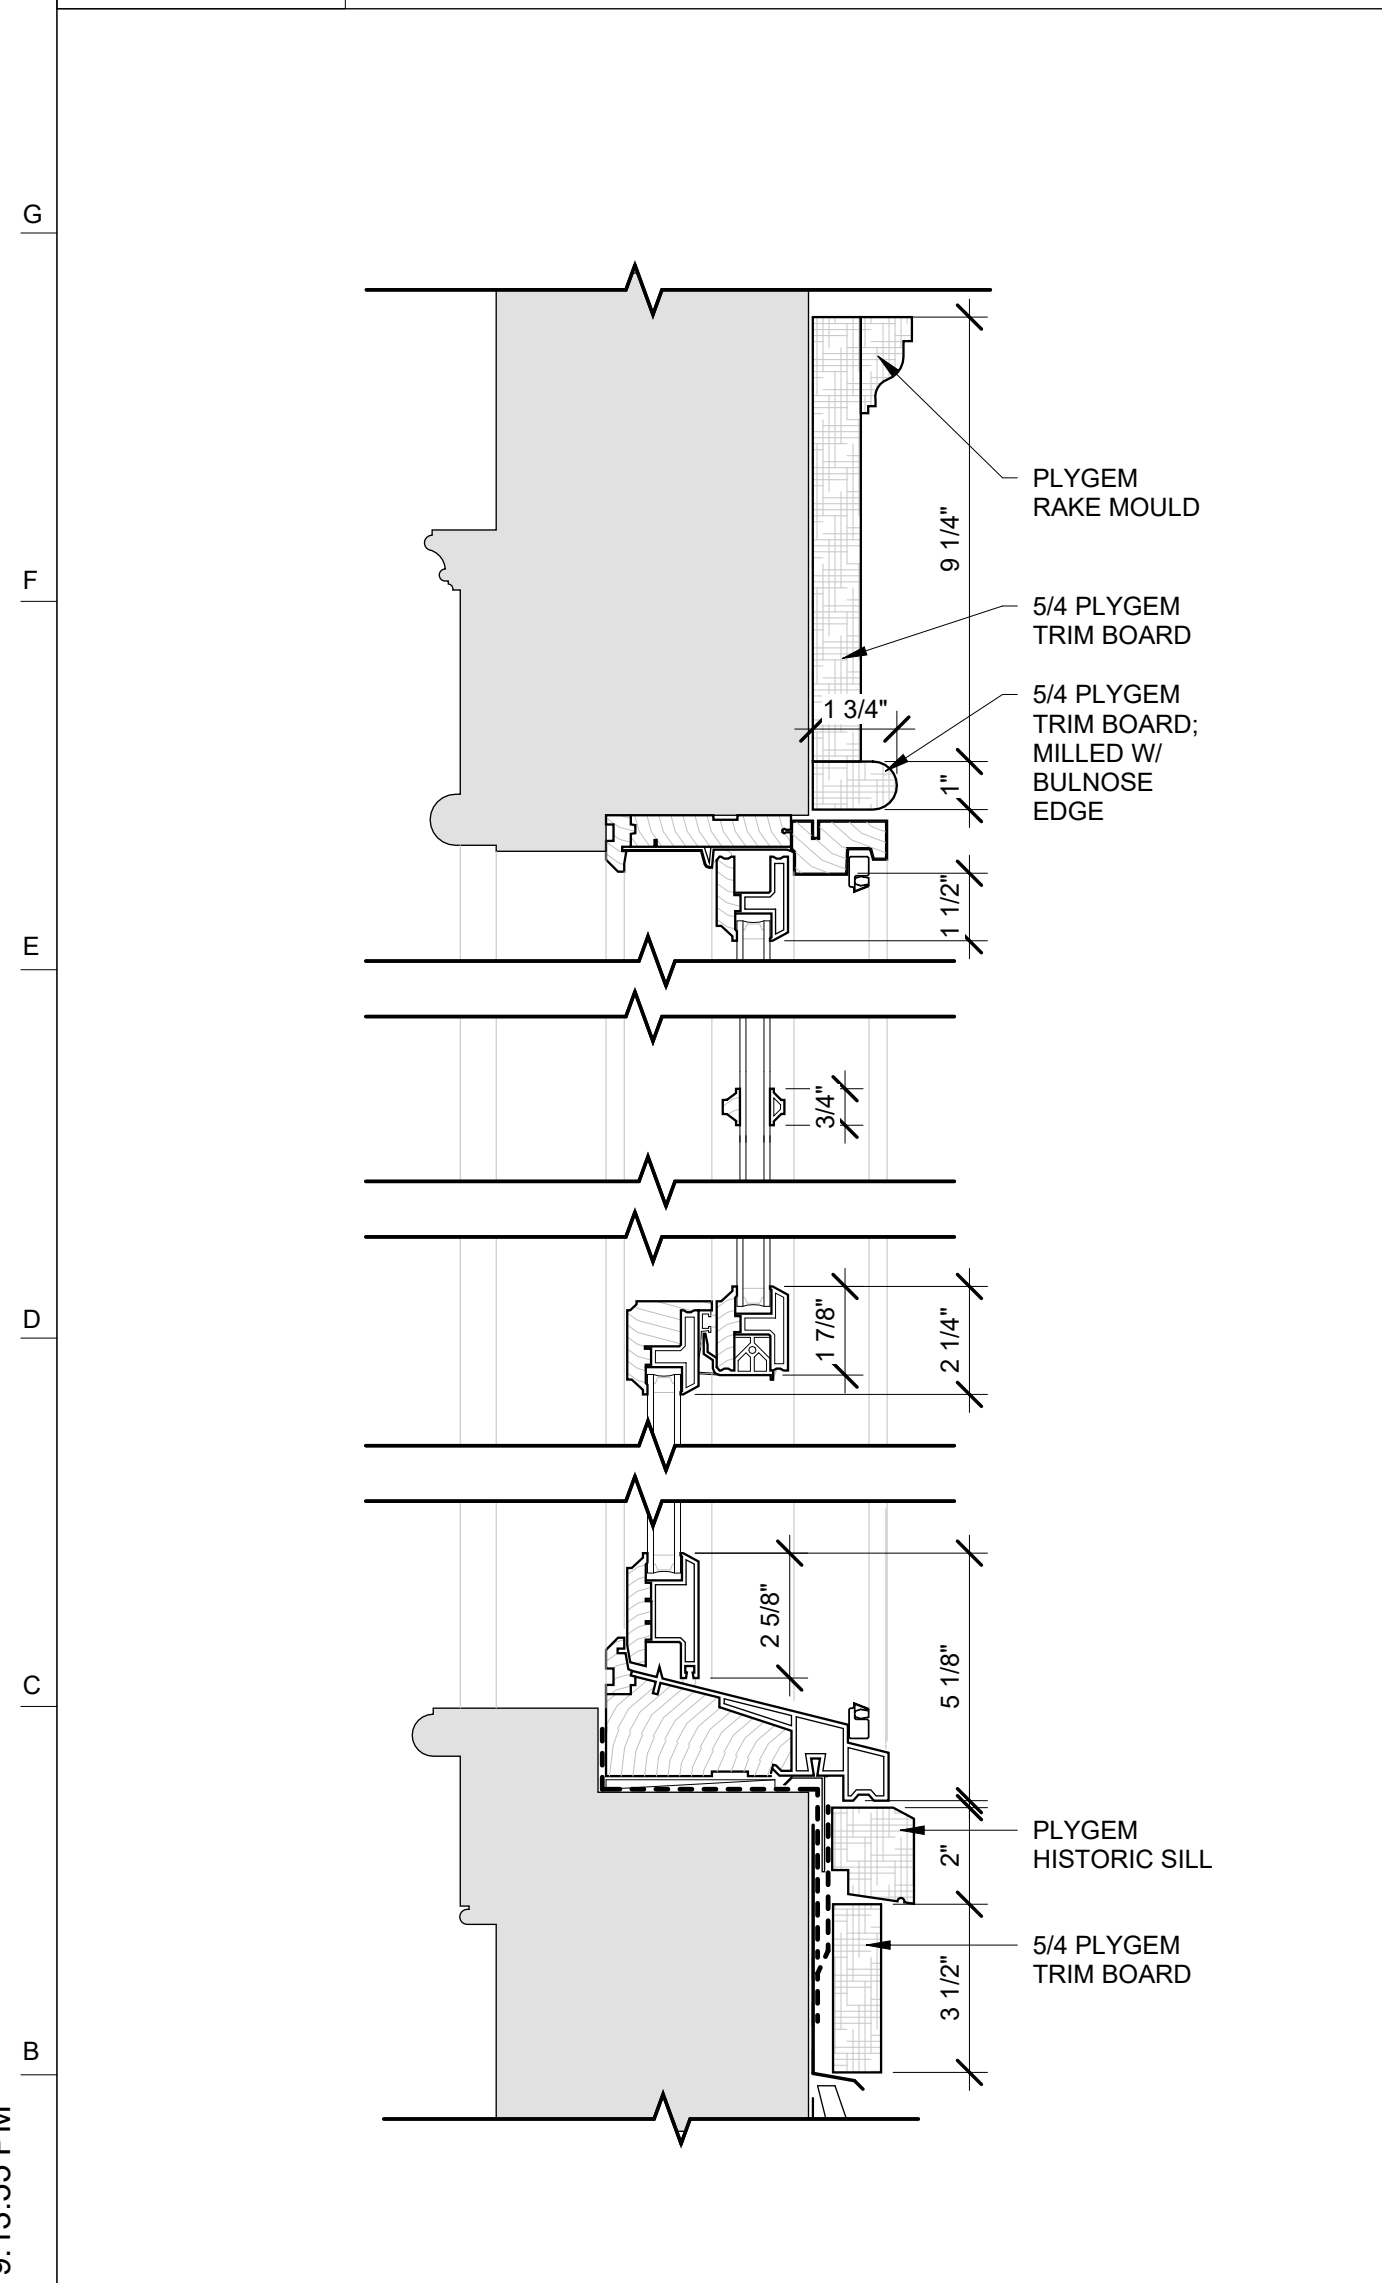 G
F
E
D
C
B
PLYGEM
RAKE MOULD
9 1/4"
5/4 PLYGEM
TRIM BOARD
1 3/4"
5/4 PLYGEM
TRIM BOARD;
MILLED W/
BULNOSE
EDGE
1"
1 1/2"
3/4"
1 7/8"
2 1/4"
2 5/8"
5 1/8"
PLYGEM
HISTORIC SILL
2"
5/4 PLYGEM
TRIM BOARD
3 1/2"